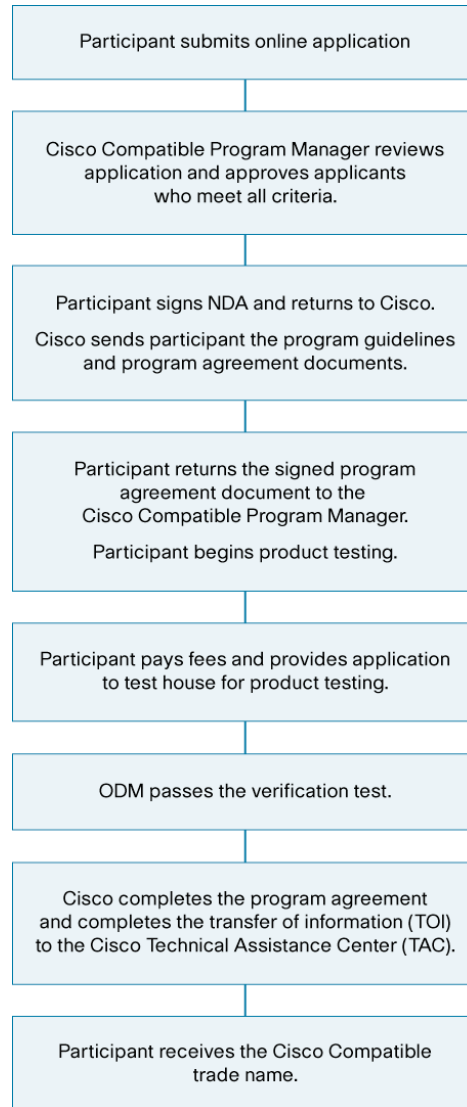 Participant submits online application
Cisco Compatible Program Manager reviews
application and approves applicants
who meet all criteria.
Participant signs NDA and returns to Cisco.
Cisco sends participant the program guidelines
and program agreement documents.
Participant returns the signed program
agreement document to the
Cisco Compatible Program Manager.
Participant begins product testing.
Participant pays fees and provides application
to test house for product testing.
ODM passes the verification test.
Cisco completes the program agreement
and completes the transfer of information (TOI)
to the Cisco Technical Assistance Center (TAC).
Participant receives the Cisco Compatible
trade name.